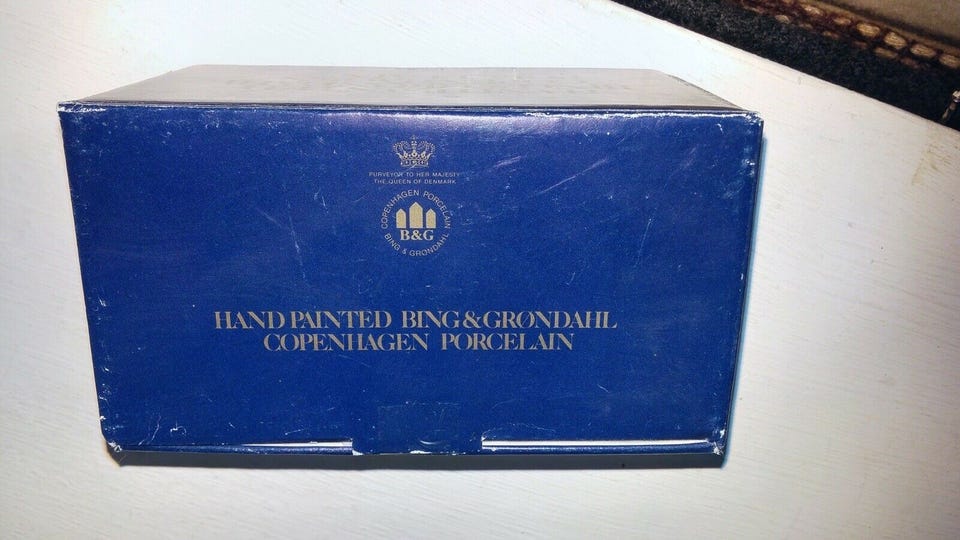 PURVEYOR TO HER MAJESTY
THE QUEEN OF DENMARK
COPENHAGEN PORCELAIN
B&G
BING & GRØNDAHL
HAND PAINTED BING & GRØNDAHL
COPENHAGEN PORCELAIN